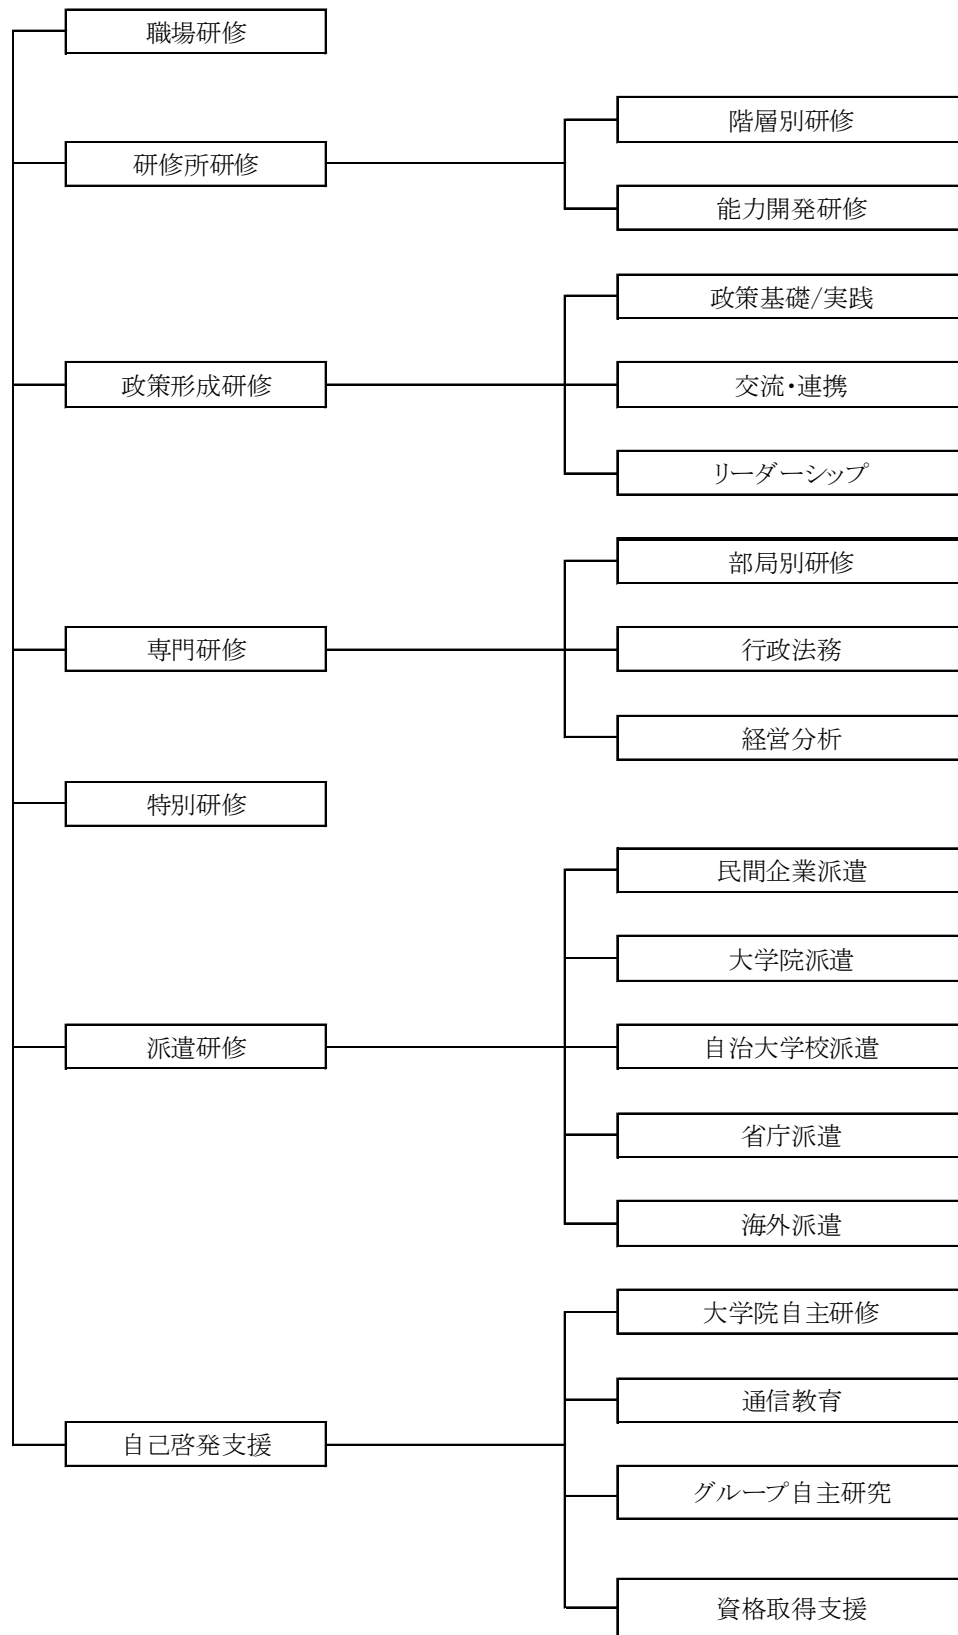 職場研修
研修所研修
階層別研修
能力開発研修
政策形成研修
政策基礎/実践
交流・連携
リーダーシップ
専門研修
部局別研修
行政法務
経営分析
特別研修
派遣研修
民間企業派遣
大学院派遣
自治大学校派遣
省庁派遣
海外派遣
自己啓発支援
大学院自主研修
通信教育
グループ自主研究
資格取得支援